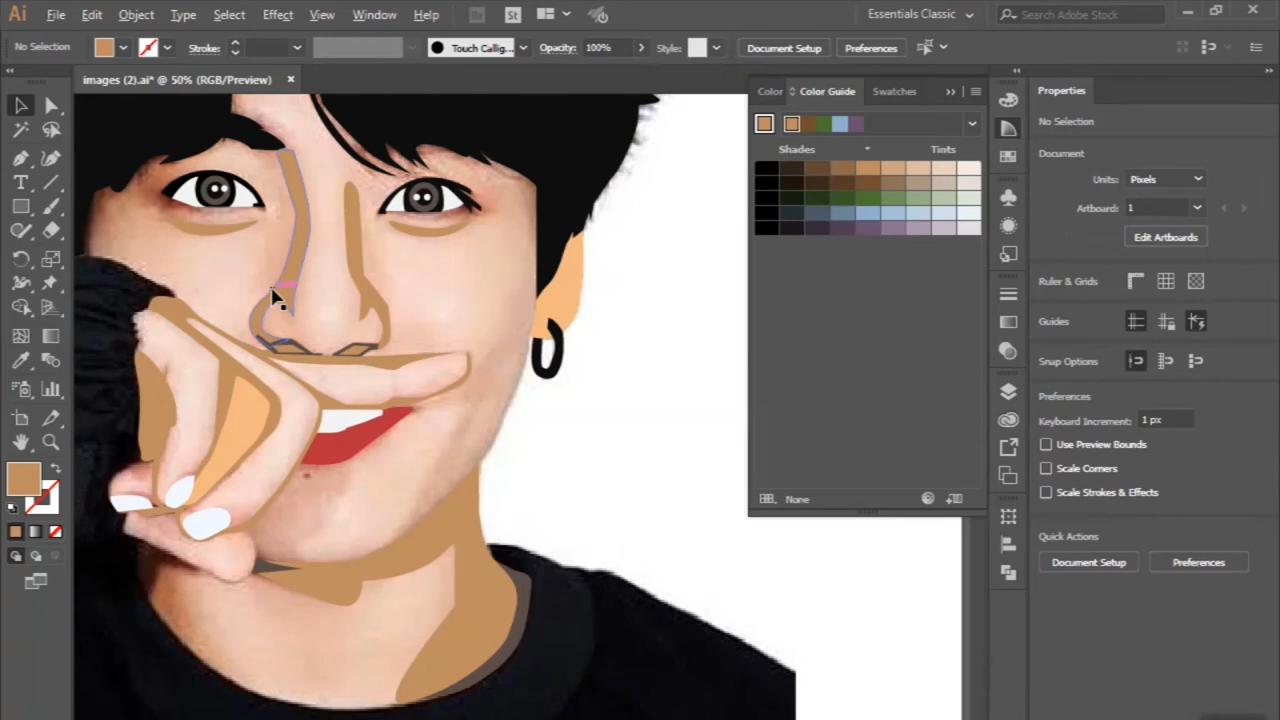 Ai File Edit Object Type Select Effect View Window Help Br St Essentials Classic Search Adobe Stock
No Selection Stroke: Touch Callig... Opacity: 100% Style: Document Setup Preferences
images (2).ai* @ 50% (RGB/Preview)
Color Color Guide Swatches
Shades Tints
None
Properties
No Selection
Document
Units: Pixels
Artboard: 1
Edit Artboards
Ruler & Grids
Guides
Snap Options
Preferences
Keyboard Increment: 1 px
Use Preview Bounds
Scale Corners
Scale Strokes & Effects
Quick Actions
Document Setup Preferences